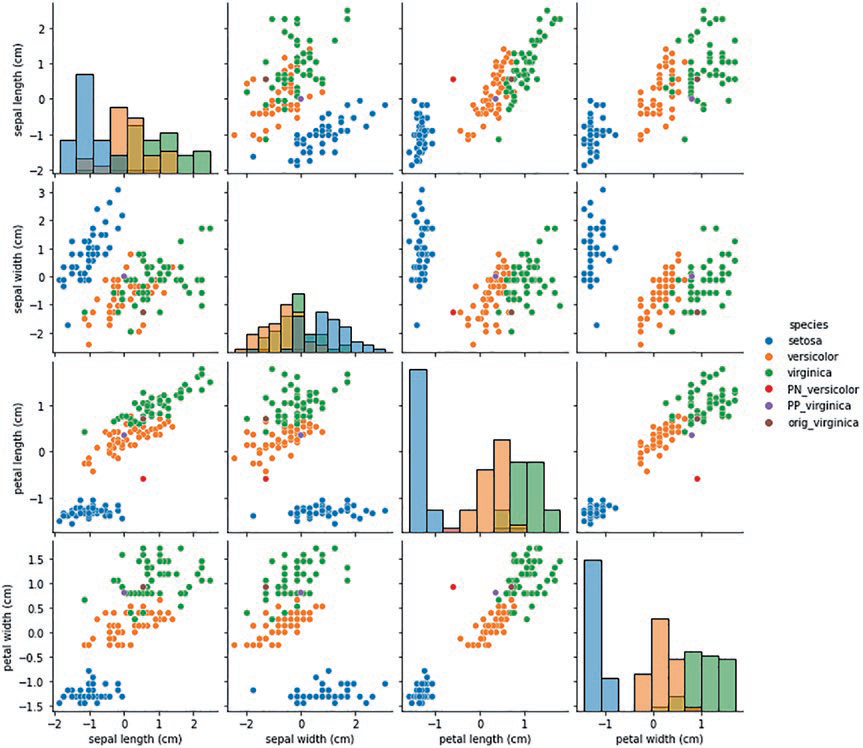 sepal length (cm)
2
1
0
−1
−2
sepal width (cm)
3
2
1
0
−1
−2
species
setosa
versicolor
virginica
PN_versicolor
PP_virginica
orig_virginica
petal length (cm)
1
0
−1
petal width (cm)
1.5
1.0
0.5
0.0
−0.5
−1.0
−1.5
−2 −1 0 1 2 −2 0 2 −1 0 1 −1 0 1
sepal length (cm) sepal width (cm) petal length (cm) petal width (cm)